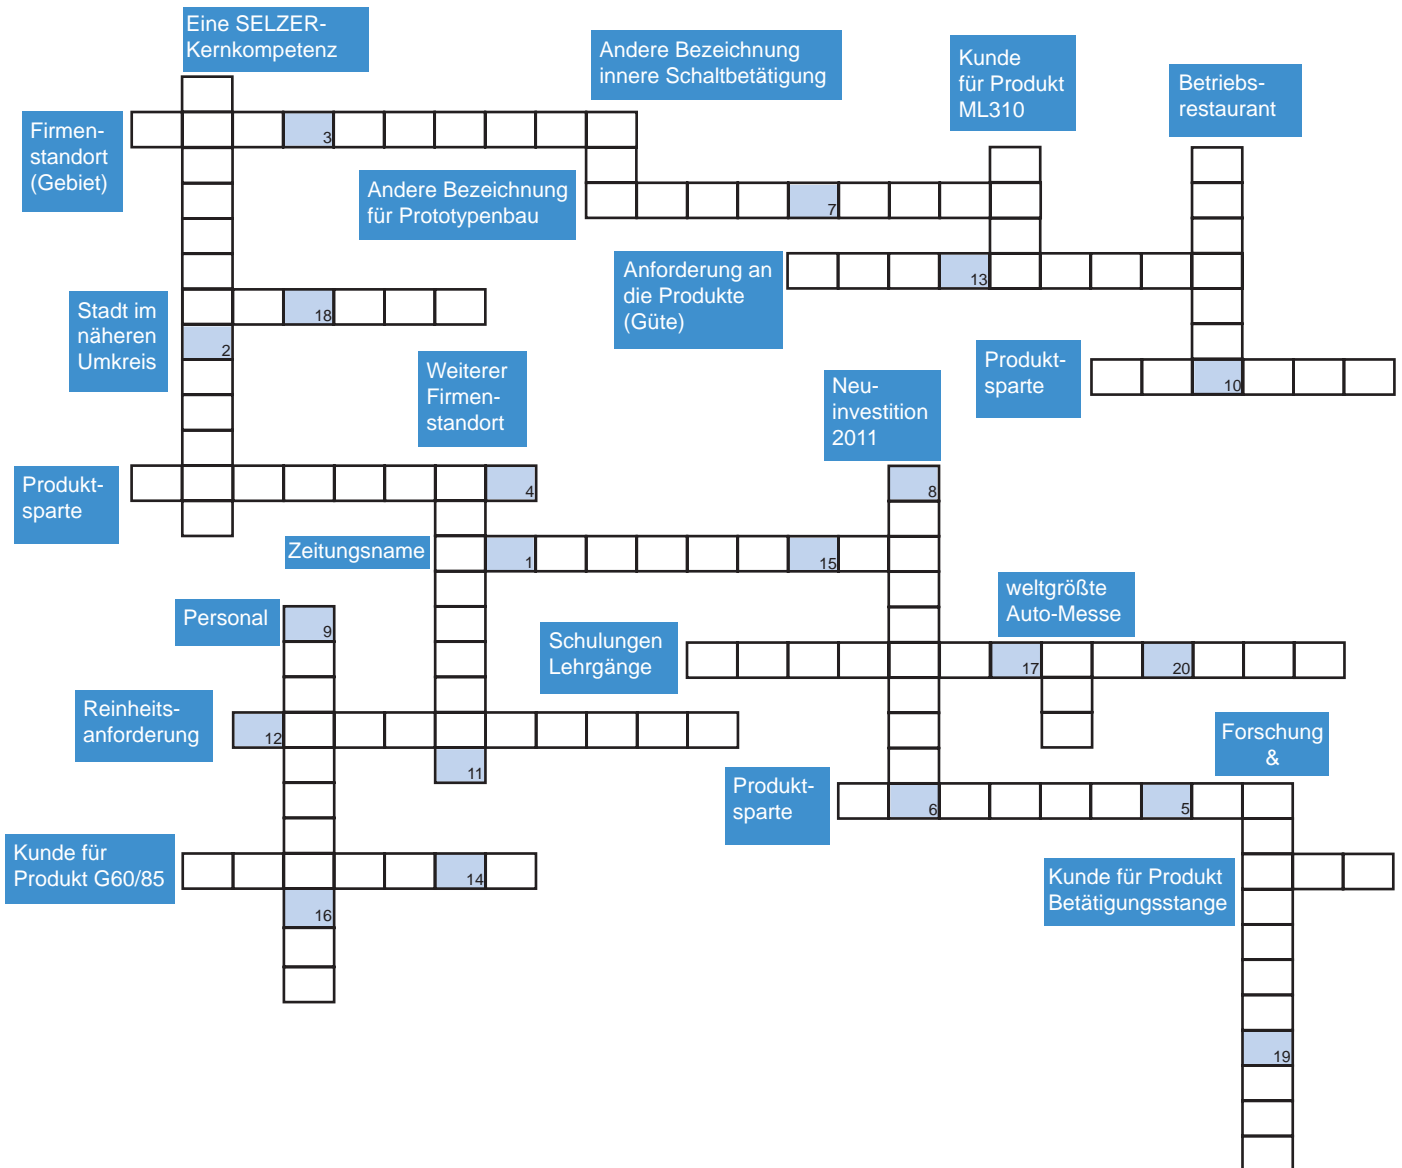 Eine SELZER-
Kernkompetenz
Andere Bezeichnung
innere Schaltbetätigung
Kunde
für Produkt
ML310
Betriebs-
restaurant
Firmen-
standort
(Gebiet)
3
Andere Bezeichnung
für Prototypenbau
7
Anforderung an
die Produkte
(Güte)
13
Stadt im
näheren
Umkreis
18
2
Weiterer
Firmen-
standort
Neu-
investition
2011
Produkt-
sparte
10
Produkt-
sparte
4
8
Zeitungsname
1
15
weltgrößte
Auto-Messe
Personal
9
Schulungen
Lehrgänge
17
20
Reinheits-
anforderung
12
11
Forschung
&
Produkt-
sparte
6
5
Kunde für
Produkt G60/85
14
16
Kunde für Produkt
Betätigungsstange
19